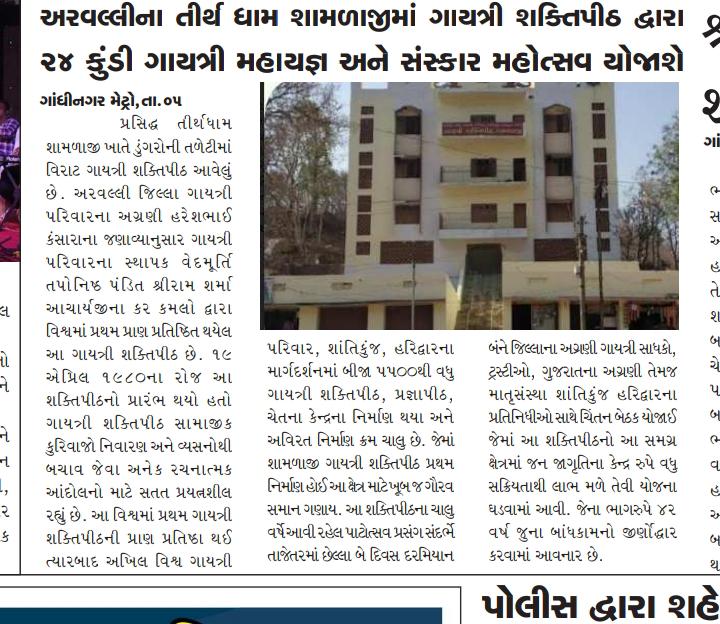 અરવલ્લીના તીર્થ ધામ શામળાજીમાં ગાયત્રી શક્તિપીઠ દ્વારા
૨૪ કુંડી ગાયત્રી મહાયજ્ઞ અને સંસ્કાર મહોત્સવ યોજાશે
ગાંધીનગર મેટ્રો,તા.૦૫
પ્રસિદ્ધ તીર્થધામ
શામળાજી ખાતે ડુંગરોની તળેટીમાં
વિરાટ ગાયત્રી શક્તિપીઠ આવેલું
છે. અરવલ્લી જિલ્લા ગાયત્રી
પરિવારના અગ્રણી હરેશભાઈ
કંસારાના જણાવ્યાનુસાર ગાયત્રી
પરિવારના સ્થાપક વેદમૂર્તિ
તપોનિષ્ઠ પંડિત શ્રીરામ શર્મા
આચાર્યજીના કર કમલો દ્વારા
વિશ્વમાં પ્રથમ પ્રાણ પ્રતિષ્ઠિત થયેલ
આ ગાયત્રી શક્તિપીઠ છે. ૧૯
એપ્રિલ ૧૯૮૦ના રોજ આ
શક્તિપીઠનો પ્રારંભ થયો હતો
ગાયત્રી શક્તિપીઠ સામાજીક
કુરિવાજો નિવારણ અને વ્યસનોથી
બચાવ જેવા અનેક રચનાત્મક
આંદોલનો માટે સતત પ્રયત્નશીલ
રહ્યું છે. આ વિશ્વમાં પ્રથમ ગાયત્રી
શક્તિપીઠની પ્રાણ પ્રતિષ્ઠા થઈ
ત્યારબાદ અખિલ વિશ્વ ગાયત્રી
પરિવાર, શાંતિકુંજ, હરિદ્વારના
માર્ગદર્શનમાં બીજા ૫૫૦૦થી વધુ
ગાયત્રી શક્તિપીઠ, પ્રજ્ઞાપીઠ,
ચેતના કેન્દ્રના નિર્માણ થયા અને
અવિરત નિર્માણ ક્રમ ચાલુ છે. જેમાં
શામળાજી ગાયત્રી શક્તિપીઠ પ્રથમ
નિર્માણ હોઈ આ ક્ષેત્ર માટે ખૂબ જ ગૌરવ
સમાન ગણાય. આ શક્તિપીઠના ચાલુ
વર્ષે આવી રહેલ પાટોત્સવ પ્રસંગ સંદર્ભે
તાજેતરમાં છેલ્લા બે દિવસ દરમિયાન
બંને જિલ્લાના અગ્રણી ગાયત્રી સાધકો,
ટ્રસ્ટીઓ, ગુજરાતના અગ્રણી તેમજ
માતૃસંસ્થા શાંતિકુંજ હરિદ્વારના
પ્રતિનિધીઓ સાથે ચિંતન બેઠક યોજાઈ
જેમાં આ શક્તિપીઠનો આ સમગ્ર
ક્ષેત્રમાં જન જાગૃતિના કેન્દ્ર રુપે વધુ
સક્રિયતાથી લાભ મળે તેવી યોજના
ઘડવામાં આવી. જેના ભાગરુપે ૪૨
વર્ષ જુના બાંધકામનો જીર્ણોદ્ધાર
કરવામાં આવનાર છે.
પોલીસ દ્વારા શહે